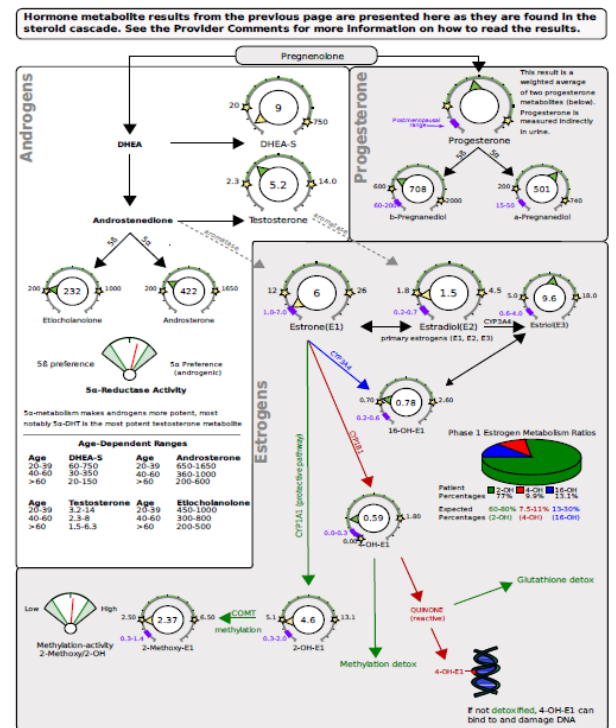 Hormone metabolite results from the previous page are presented here as they are found in the
steroid cascade. See the Provider Comments for more information on how to read the results.
Pregnenolone
Androgens
20
9
750
DHEA-S
DHEA
2.3
5.2
14.0
Androstenedione
Testosterone
aromatase
aromatase
5ß
5α
200
232
1000
Etiocholanolone
200
422
1650
Androsterone
5ß preference
5α Preference
(androgenic)
5α-Reductase Activity
5α-metabolism makes androgens more potent, most
notably 5α-DHT is the most potent testosterone metabolite
Age-Dependent Ranges
Age DHEA-S Age Androsterone
20-39 60-750 20-39 650-1650
40-60 30-350 40-60 360-1000
>60 20-150 >60 200-600
Age Testosterone Age Etiocholanolone
20-39 3.2-14 20-39 450-1000
40-60 2.3-8 40-60 300-800
>60 1.5-6.3 >60 200-500
Progesterone
This result is a
weighted average
of two progesterone
metabolites (below).
Progesterone is
measured indirectly
in urine.
Postmenopausal
range
Progesterone
5ß
5α
600
708
2000
60-200
b-Pregnanediol
200
501
740
15-50
a-Pregnanediol
Estrogens
12
6
26
1.0-7.0
Estrone(E1)
1.8
1.5
4.5
0.2-0.7
Estradiol(E2)
CYP3A4
5.0
9.6
18.0
0.6-4.0
Estriol(E3)
primary estrogens (E1, E2, E3)
CYP3A4
0.70
0.78
2.60
0.2-0.6
16-OH-E1
CYP1B1
CYP1A1 (protective pathway)
Phase 1 Estrogen Metabolism Ratios
2-OH 4-OH 16-OH
Patient
Percentages 77% 9.9% 13.1%
Expected 60-80% 7.5-11% 13-30%
Percentages (2-OH) (4-OH) (16-OH)
0.59
1.80
0.0-0.3
0.00
4-OH-E1
Low
High
Methylation-activity
2-Methoxy/2-OH
2.50
2.37
6.50
0.3-1.4
2-Methoxy-E1
COMT
methylation
5.1
4.6
13.1
0.3-2.0
2-OH-E1
Methylation detox
QUINONE
(reactive)
Glutathione detox
4-OH-E1
If not detoxified, 4-OH-E1 can
bind to and damage DNA